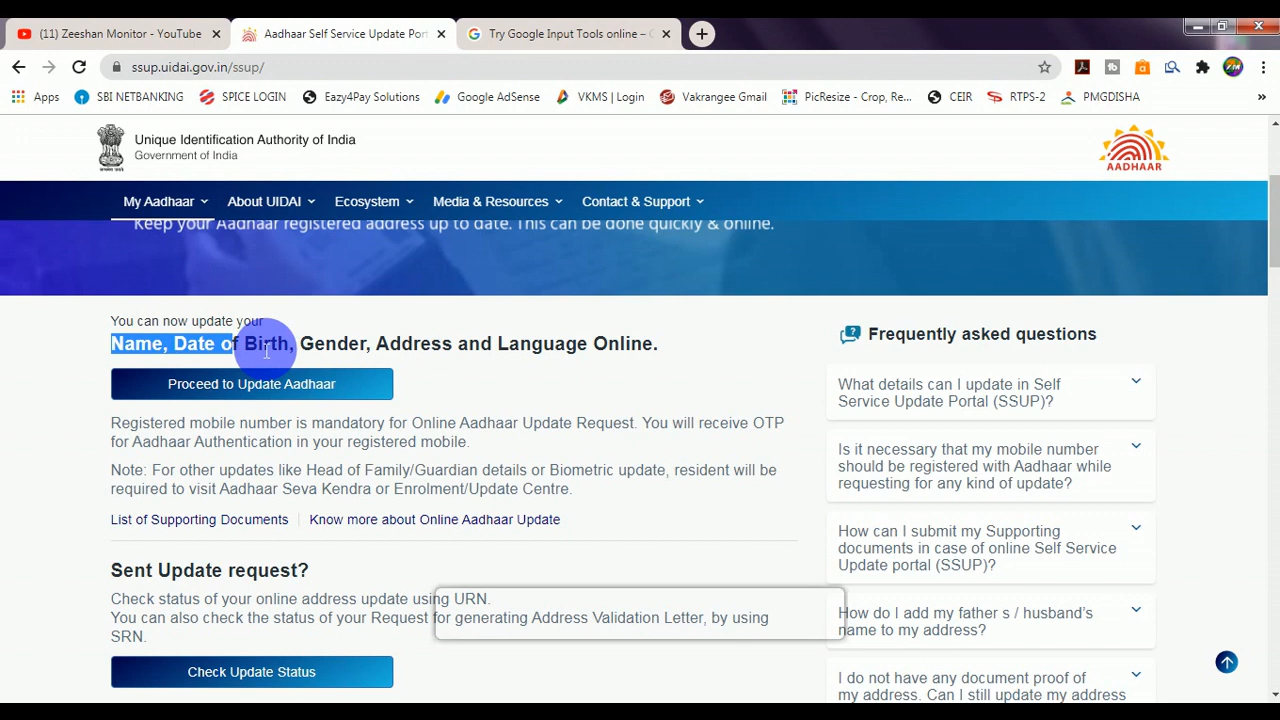 (11) Zeeshan Monitor - YouTube
Aadhaar Self Service Update Port
Try Google Input Tools online –
ssup.uidai.gov.in/ssup/
Apps SBI NETBANKING SPICE LOGIN Eazy4Pay Solutions Google AdSense VKMS | Login Vakrangee Gmail PicResize - Crop, Re... CEIR RTPS-2 PMGDISHA »
Unique Identification Authority of India
Government of India
AADHAAR
My Aadhaar About UIDAI Ecosystem Media & Resources Contact & Support
Keep your Aadhaar registered address up to date. This can be done quickly & online.
You can now update your
Name, Date of Birth, Gender, Address and Language Online.
Proceed to Update Aadhaar
Registered mobile number is mandatory for Online Aadhaar Update Request. You will receive OTP
for Aadhaar Authentication in your registered mobile.
Note: For other updates like Head of Family/Guardian details or Biometric update, resident will be
required to visit Aadhaar Seva Kendra or Enrolment/Update Centre.
List of Supporting Documents Know more about Online Aadhaar Update
Sent Update request?
Check status of your online address update using URN.
You can also check the status of your Request for generating Address Validation Letter, by using
SRN.
Check Update Status
Frequently asked questions
What details can I update in Self
Service Update Portal (SSUP)?
Is it necessary that my mobile number
should be registered with Aadhaar while
requesting for any kind of update?
How can I submit my Supporting
documents in case of online Self Service
Update portal (SSUP)?
How do I add my father s / husband's
name to my address?
I do not have any document proof of
my address. Can I still update my address